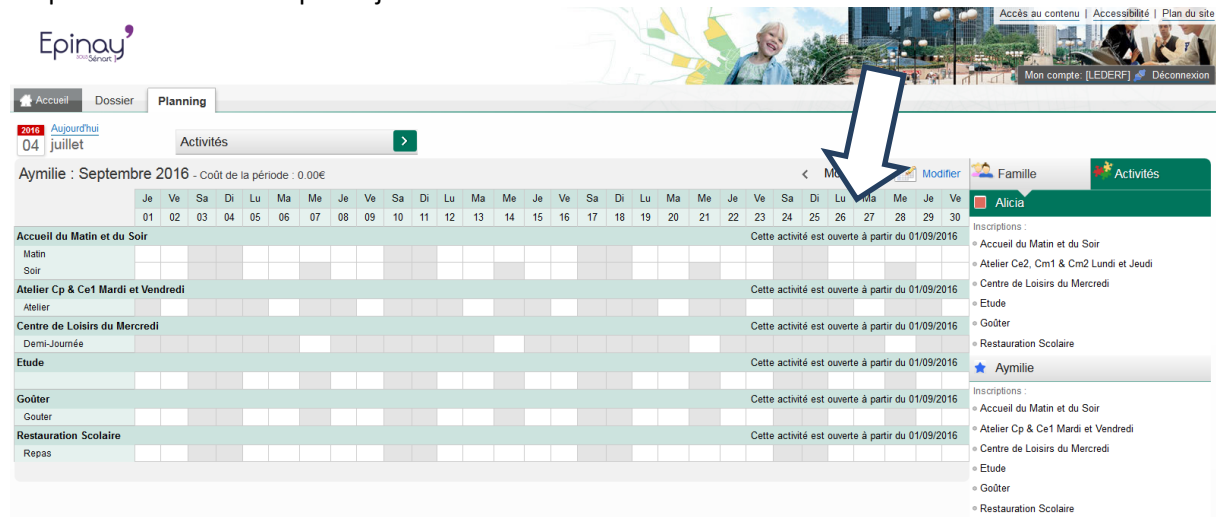 Accès au contenu | Accessibilité | Plan du site
Epinay
sous Sénart
Mon compte: [LEDERF] Déconnexion
Accueil Dossier Planning
2016 Aujourd'hui
04 juillet
Activités >
Aymilie : Septembre 2016 - Coût de la période : 0.00€ < Modifier
Je Ve Sa Di Lu Ma Me Je Ve Sa Di Lu Ma Me Je Ve Sa Di Lu Ma Me Je Ve Sa Di Lu Ma Me Je Ve
01 02 03 04 05 06 07 08 09 10 11 12 13 14 15 16 17 18 19 20 21 22 23 24 25 26 27 28 29 30
Accueil du Matin et du Soir Cette activité est ouverte à partir du 01/09/2016
Matin
Soir
Atelier Cp & Ce1 Mardi et Vendredi Cette activité est ouverte à partir du 01/09/2016
Atelier
Centre de Loisirs du Mercredi Cette activité est ouverte à partir du 01/09/2016
Demi-Journée
Etude Cette activité est ouverte à partir du 01/09/2016
Goûter Cette activité est ouverte à partir du 01/09/2016
Gouter
Restauration Scolaire Cette activité est ouverte à partir du 01/09/2016
Repas
Famille Activités
Alicia
Inscriptions :
Accueil du Matin et du Soir
Atelier Ce2, Cm1 & Cm2 Lundi et Jeudi
Centre de Loisirs du Mercredi
Etude
Goûter
Restauration Scolaire
Aymilie
Inscriptions :
Accueil du Matin et du Soir
Atelier Cp & Ce1 Mardi et Vendredi
Centre de Loisirs du Mercredi
Etude
Goûter
Restauration Scolaire